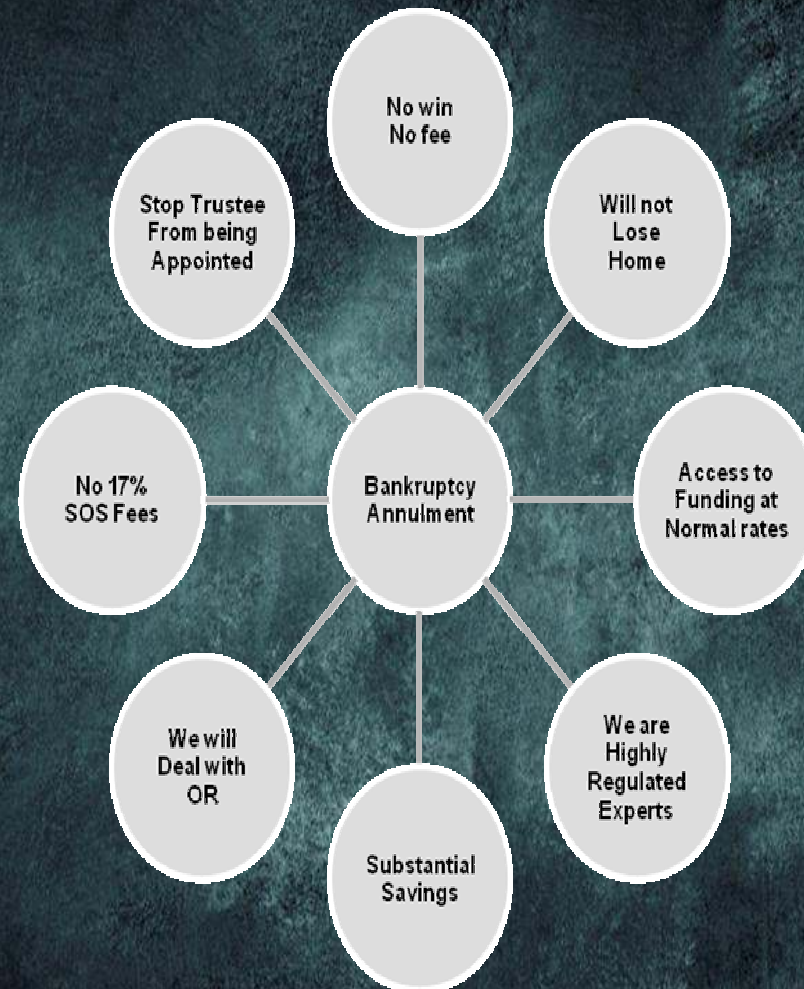 No win
No fee
Stop Trustee
From being
Appointed
Will not
Lose
Home
No 17%
SOS Fees
Bankruptcy
Annulment
Access to
Funding at
Normal rates
We will
Deal with
OR
We are
Highly
Regulated
Experts
Substantial
Savings